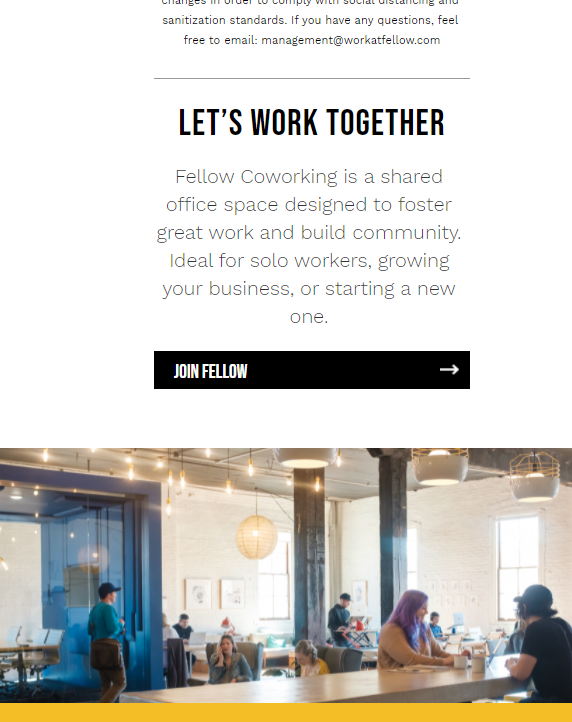 changes in order to comply with social distancing and
sanitization standards. If you have any questions, feel
free to email: management@workatfellow.com
LET’S WORK TOGETHER
Fellow Coworking is a shared
office space designed to foster
great work and build community.
Ideal for solo workers, growing
your business, or starting a new
one.
JOIN FELLOW